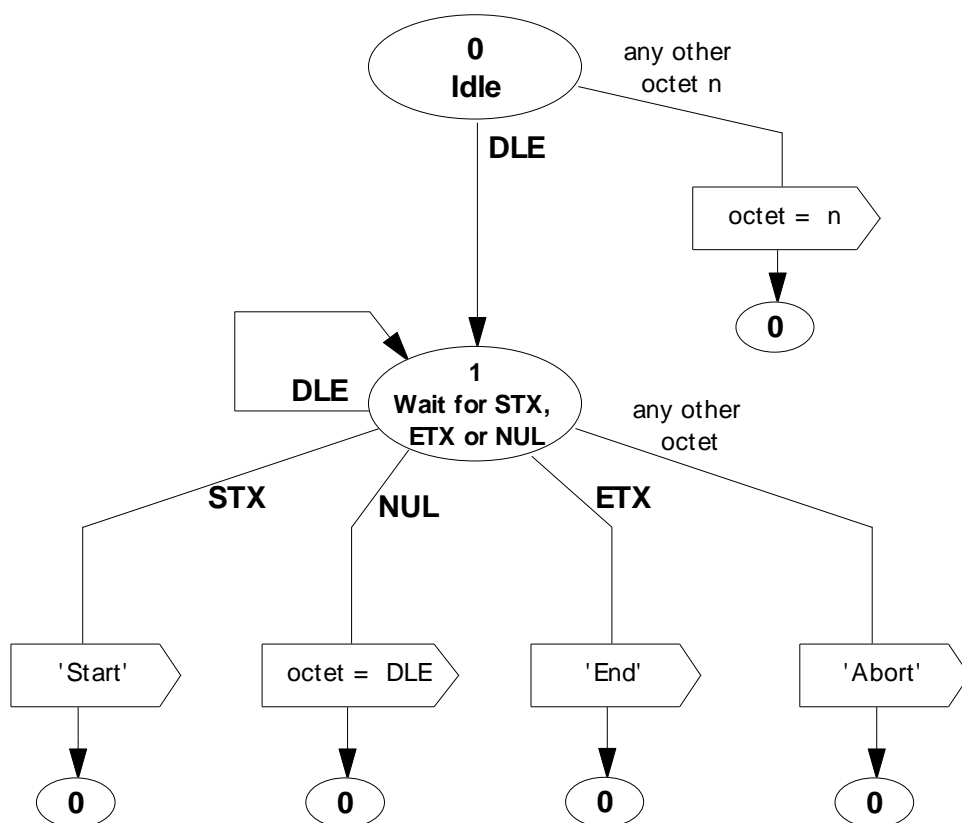 0
Idle
any other
octet n
DLE
octet = n
0
1
Wait for STX,
ETX or NUL
DLE
any other
octet
STX
NUL
ETX
'Start'
octet = DLE
'End'
'Abort'
0
0
0
0